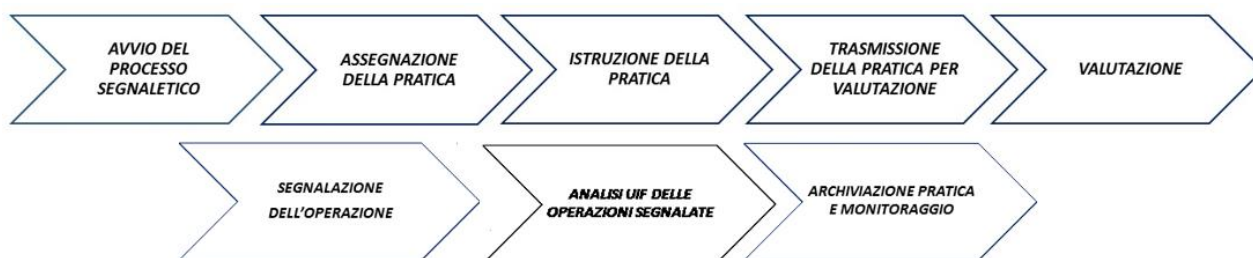 AVVIO DEL
PROCESSO
SEGNALETICO
ASSEGNAZIONE
DELLA PRATICA
ISTRUZIONE DELLA
PRATICA
TRASMISSIONE
DELLA PRATICA PER
VALUTAZIONE
VALUTAZIONE
SEGNALAZIONE
DELL'OPERAZIONE
ANALISI UIF DELLE
OPERAZIONI SEGNALATE
ARCHIVIAZIONE PRATICA
E MONITORAGGIO